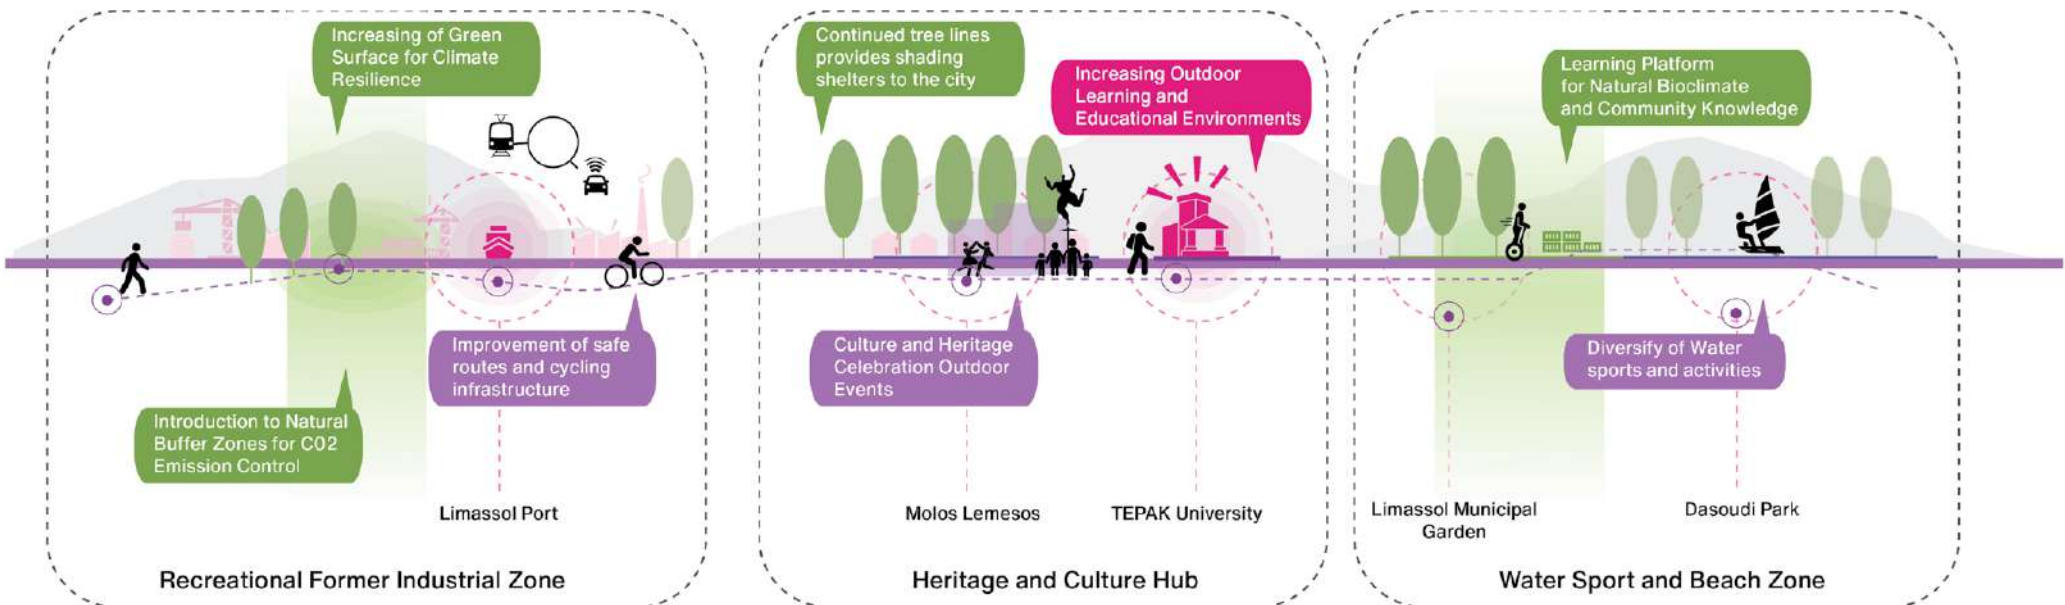 Increasing of Green
Surface for Climate
Resilience
Introduction to Natural
Buffer Zones for C02
Emission Control
Improvement of safe
routes and cycling
infrastructure
Limassol Port
Recreational Former Industrial Zone
Continued tree lines
provides shading
shelters to the city
Increasing Outdoor
Learning and
Educational Environments
Culture and Heritage
Celebration Outdoor
Events
Molos Lemesos
TEPAK University
Heritage and Culture Hub
Learning Platform
for Natural Bioclimate
and Community Knowledge
Diversify of Water
sports and activities
Limassol Municipal
Garden
Dasoudi Park
Water Sport and Beach Zone